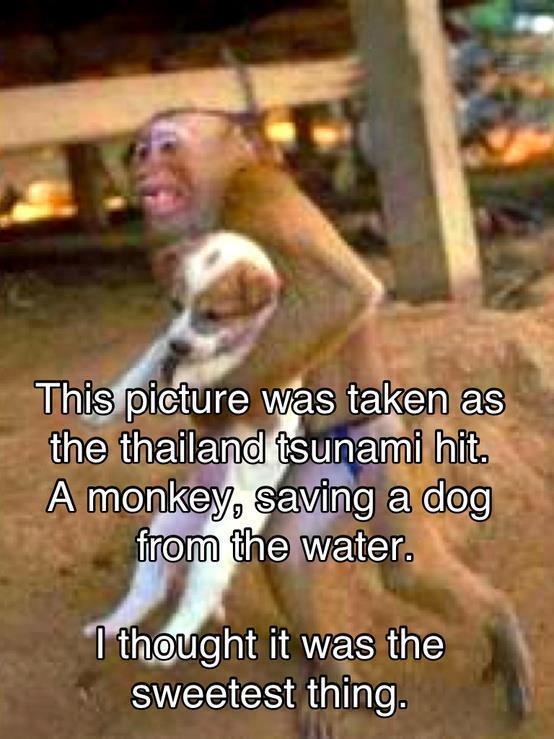 This picture was taken as
the thailand tsunami hit.
A monkey, saving a dog
from the water.
I thought it was the
sweetest thing.